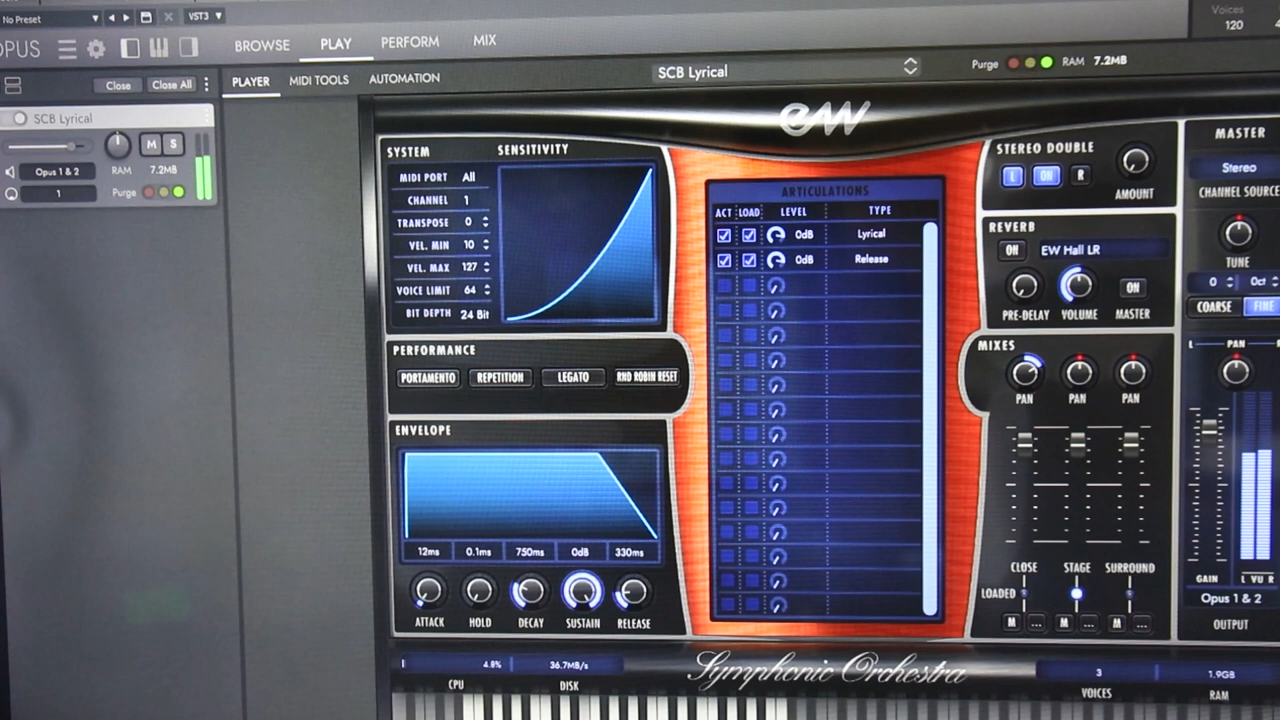 No Preset
VST3
Voices
120
OPUS
BROWSE PLAY PERFORM MIX
Close Close All
PLAYER MIDI TOOLS AUTOMATION
SCB Lyrical
Purge RAM 7.2MB
SCB Lyrical
M S
Opus 1 & 2 RAM 7.2MB
1 Purge
EW
SYSTEM SENSITIVITY
MIDI PORT All
CHANNEL 1
TRANSPOSE 0
VEL. MIN 10
VEL. MAX 127
VOICE LIMIT 64
BIT DEPTH 24 Bit
PERFORMANCE
PORTAMENTO REPETITION LEGATO RND ROBIN RESET
ENVELOPE
12ms 0.1ms 750ms 0dB 330ms
ATTACK HOLD DECAY SUSTAIN RELEASE
ARTICULATIONS
ACT LOAD LEVEL TYPE
0dB Lyrical
0dB Release
STEREO DOUBLE
L ON R
AMOUNT
REVERB
ON EW Hall LR
ON
PRE-DELAY VOLUME MASTER
MIXES
PAN PAN PAN
CLOSE STAGE SURROUND
LOADED
M ... M ... M ...
MASTER
Stereo
CHANNEL SOURCE
TUNE
0 Oct
COARSE FINE
L PAN
GAIN L VU R
Opus 1 & 2
OUTPUT
4.8% 36.7MB/s
CPU DISK
Symphonic Orchestra
3 1.9GB
VOICES RAM